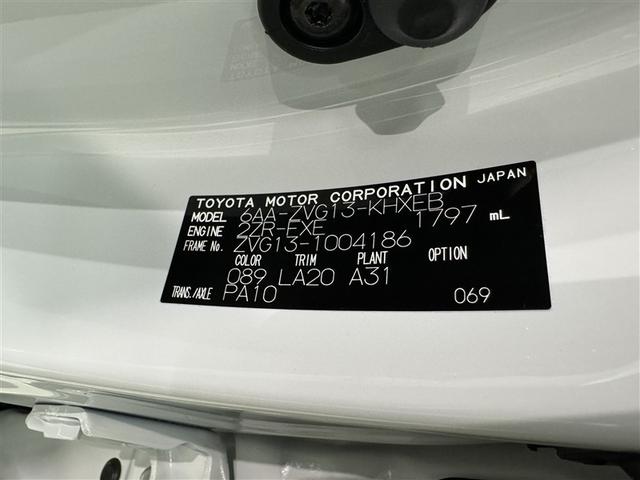 TOYOTA MOTOR CORPORATION JAPAN
MODEL 6AA-ZVG13-KHXEB
ENGINE 2ZR-FXE 1797 mL
FRAME No. ZVG13-1004186
COLOR TRIM PLANT OPTION
089 LA20 A31
TRANS./AXLE PA10 069